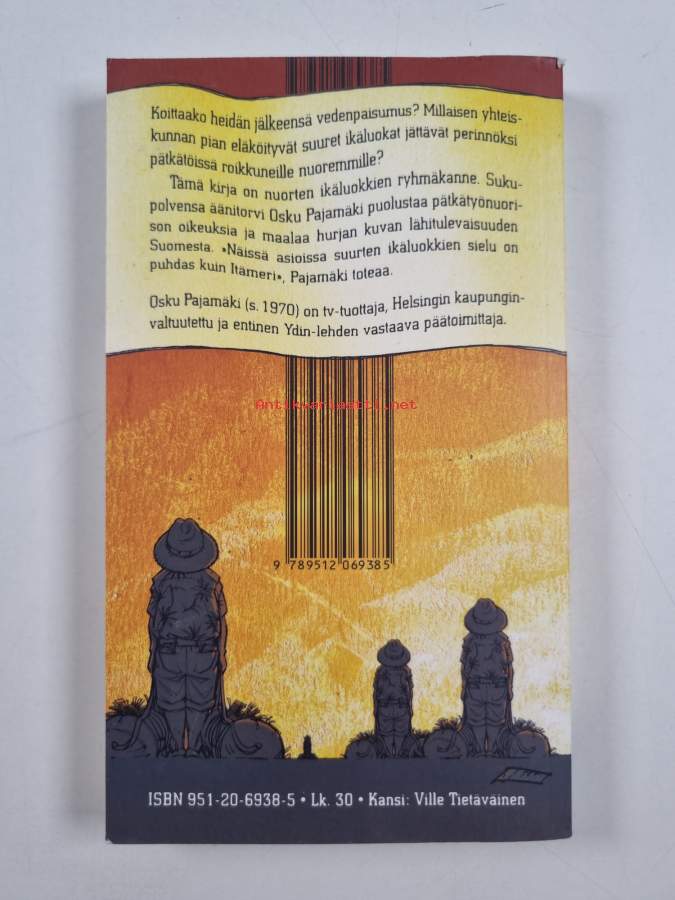 Koittaako heidän jälkeensä vedenpaisumus? Millaisen yhteis-
kunnan pian eläköityvät suuret ikäluokat jättävät perinnöksi
pätkätöissä roikkuneille nuoremmille?
Tämä kirja on nuorten ikäluokkien ryhmäkanne. Suku-
polvensa äänitorvi Osku Pajamäki puolustaa pätkätyönuori-
son oikeuksia ja maalaa hurjan kuvan lähitulevaisuuden
Suomesta. »Näissä asioissa suurten ikäluokkien sielu on
puhdas kuin Itämeri», Pajamäki toteaa.
Osku Pajamäki (s. 1970) on tv-tuottaja, Helsingin kaupungin-
valtuutettu ja entinen Ydin-lehden vastaava päätoimittaja.
Antikvariaatti.net
9 789512 069385
ISBN 951-20-6938-5 • Lk. 30 • Kansi: Ville Tietäväinen